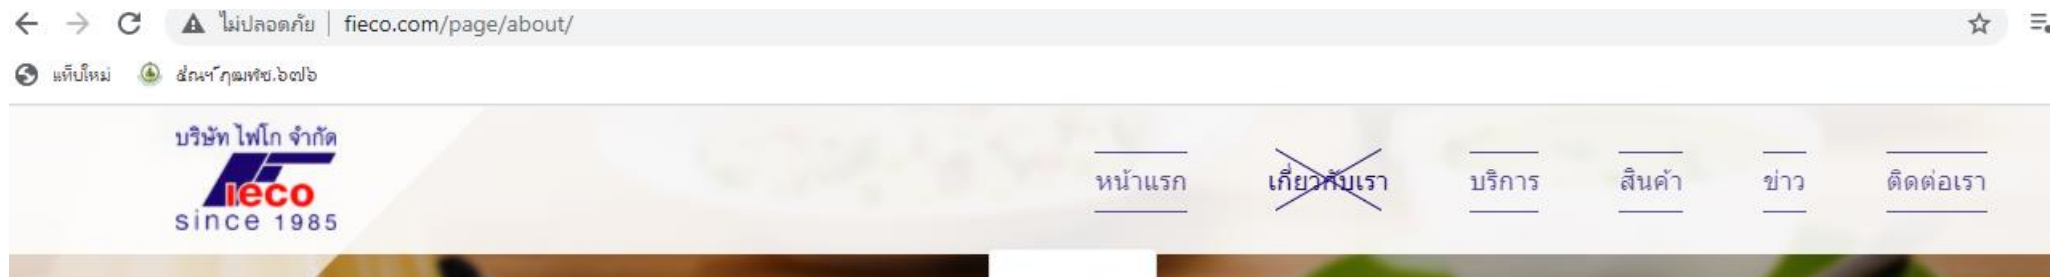 ไม่ปลอดภัย | fieco.com/page/about/
แท็บใหม่
บริษัท ไฟโก จำกัด
Fieco
since 1985
หน้าแรก เกี่ยวกับเรา บริการ สินค้า ข่าว ติดต่อเรา